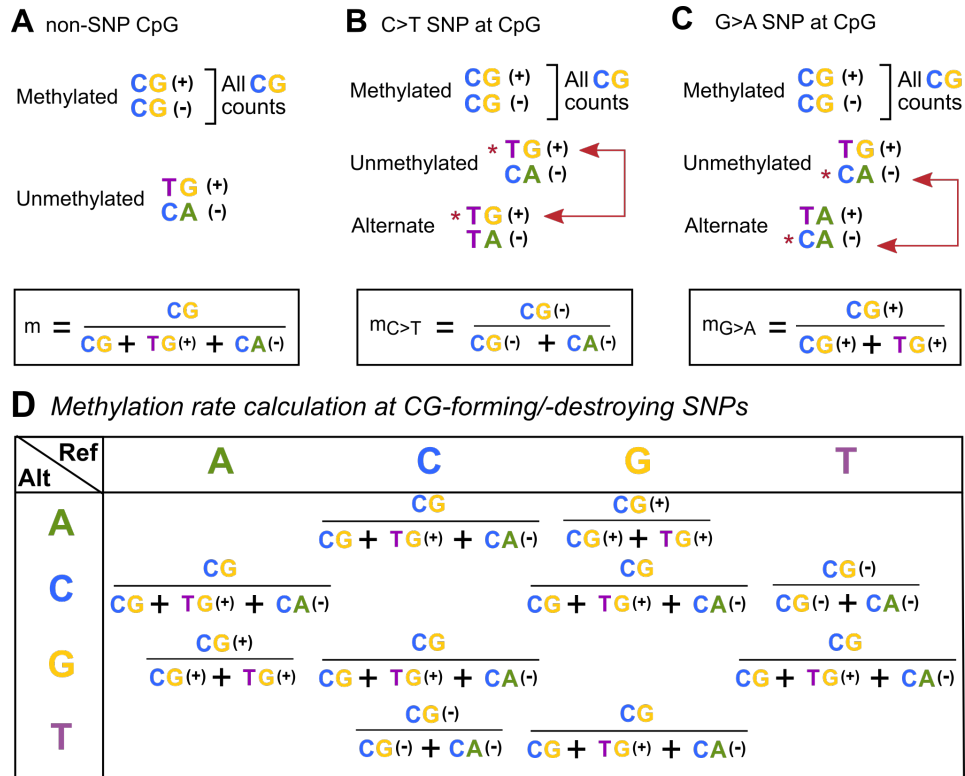 A non-SNP CpG
Methylated CG (+) All CG
CG (-) counts
Unmethylated TG (+)
CA (-)
m = CG
CG + TG(+) + CA(-)
B C>T SNP at CpG
Methylated CG (+) All CG
CG (-) counts
Unmethylated * TG (+)
CA (-)
Alternate * TG (+)
TA (-)
mC>T = CG(-)
CG(-) + CA(-)
C G>A SNP at CpG
Methylated CG (+) All CG
CG (-) counts
Unmethylated TG (+)
* CA (-)
Alternate TA (+)
* CA (-)
mG>A = CG(+)
CG(+) + TG(+)
D Methylation rate calculation at CG-forming/-destroying SNPs
Ref A C G T
Alt
A CG CG(+)
CG + TG(+) + CA(-) CG(+) + TG(+)
C CG CG CG(-)
CG + TG(+) + CA(-) CG + TG(+) + CA(-) CG(-) + CA(-)
G CG(+) CG CG
CG(+) + TG(+) CG + TG(+) + CA(-) CG + TG(+) + CA(-)
T CG(-) CG
CG(-) + CA(-) CG + TG(+) + CA(-)